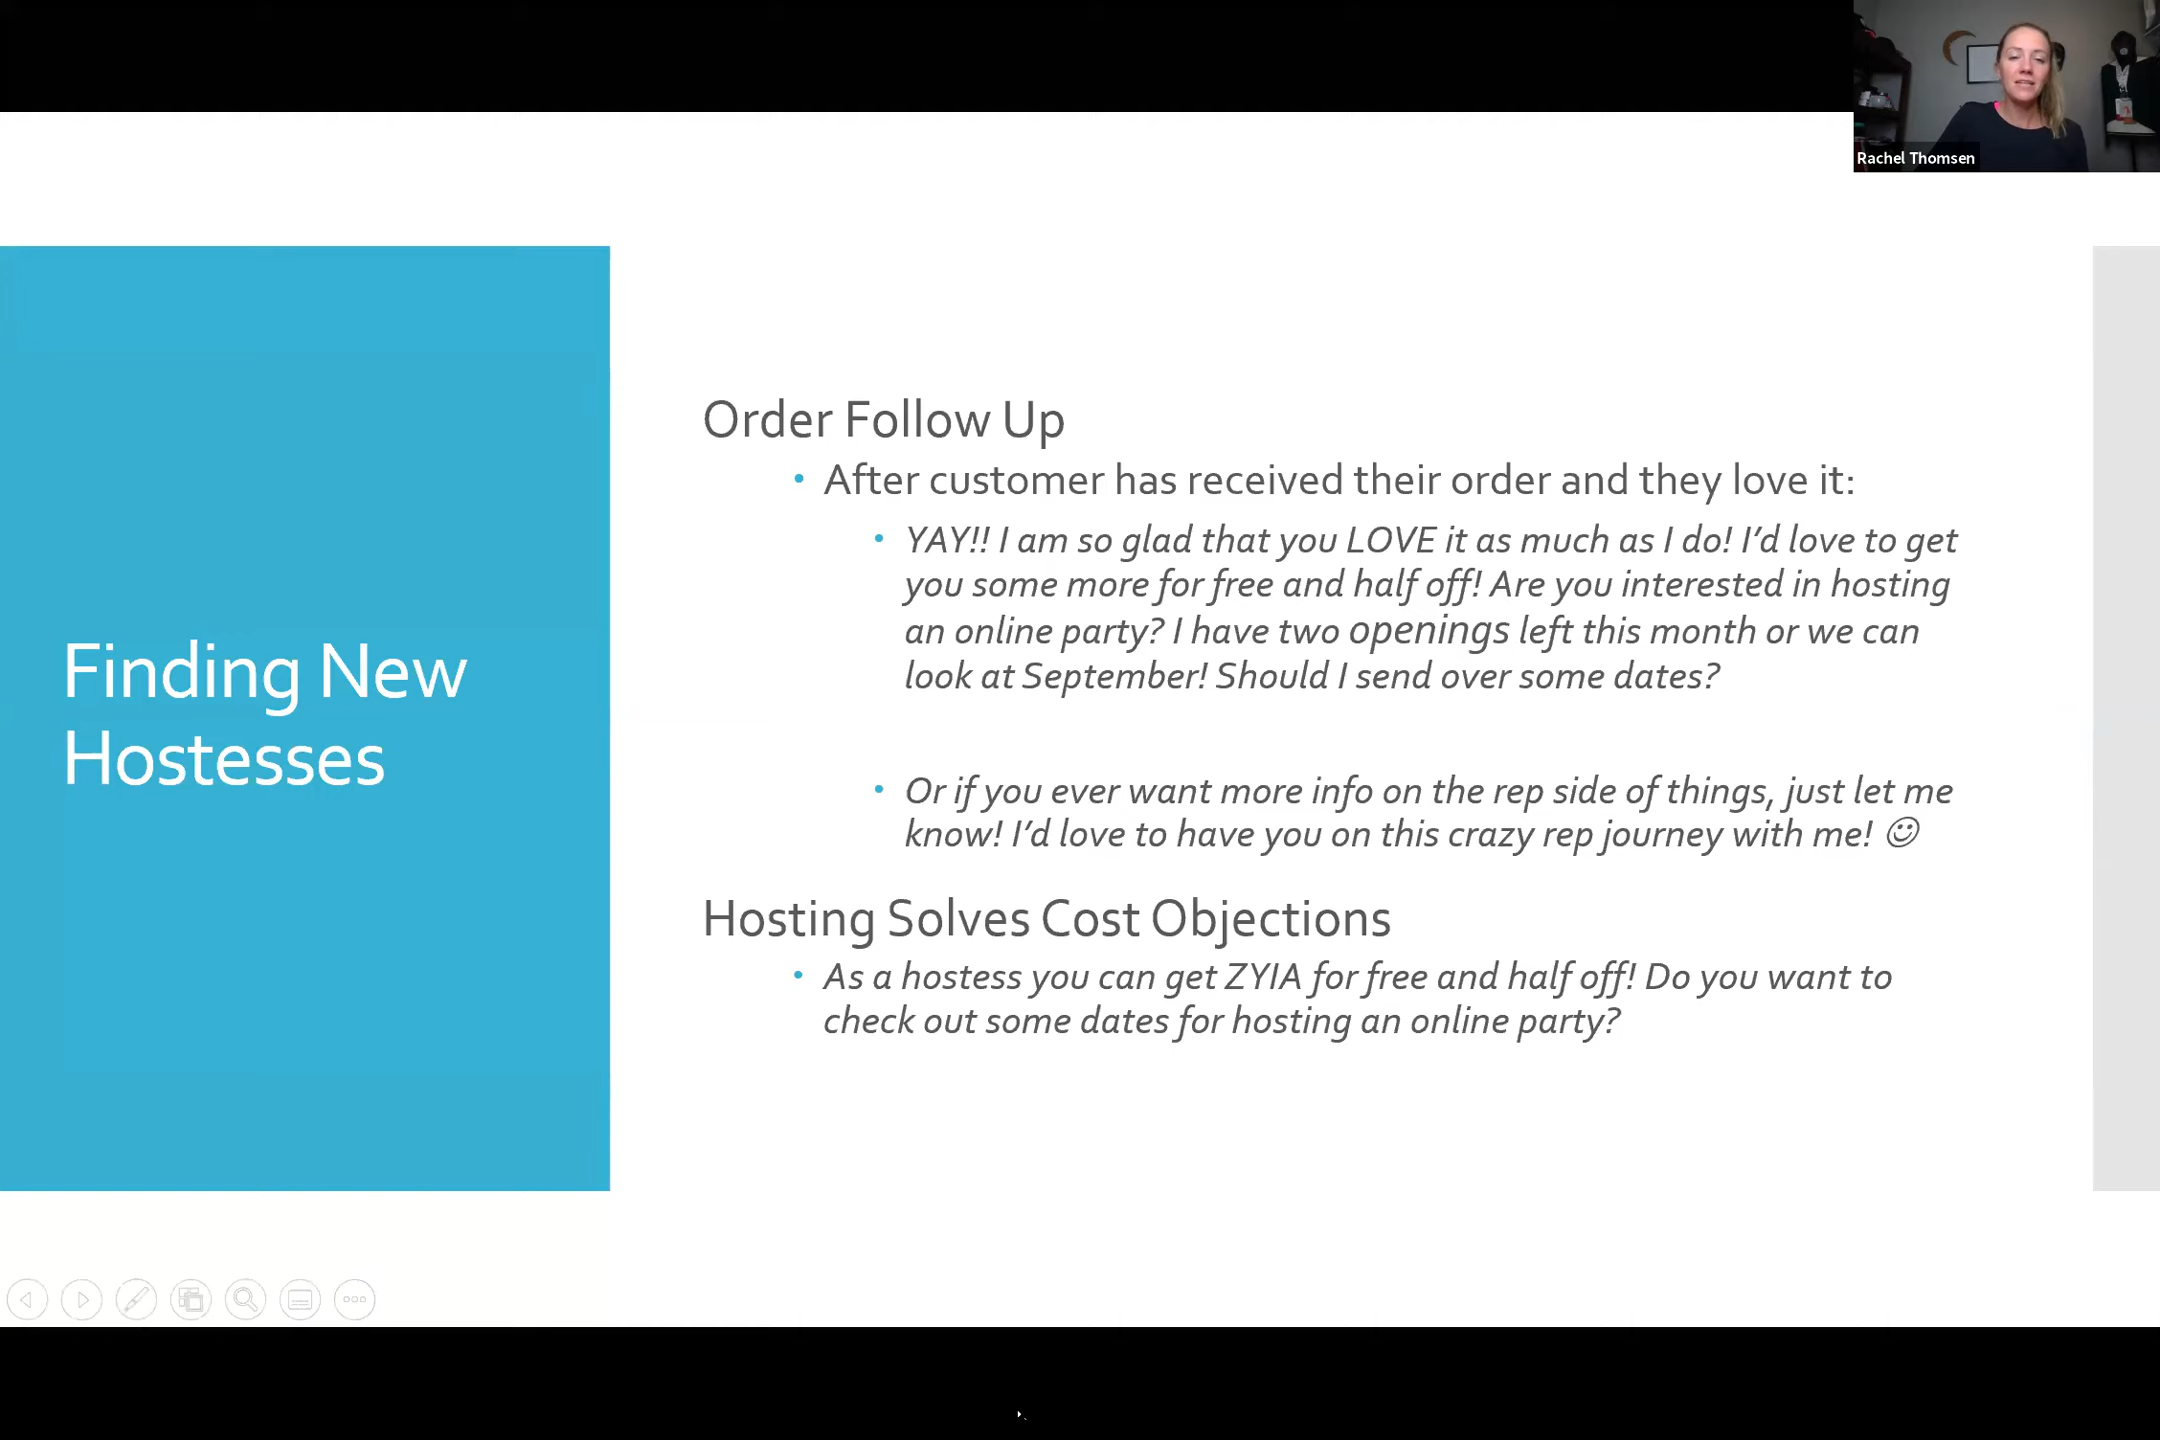 Rachel Thomsen
Finding New
Hostesses
Order Follow Up
• After customer has received their order and they love it:
• YAY!! I am so glad that you LOVE it as much as I do! I’d love to get
you some more for free and half off! Are you interested in hosting
an online party? I have two openings left this month or we can
look at September! Should I send over some dates?
• Or if you ever want more info on the rep side of things, just let me
know! I’d love to have you on this crazy rep journey with me! ☺
Hosting Solves Cost Objections
• As a hostess you can get ZYIA for free and half off! Do you want to
check out some dates for hosting an online party?